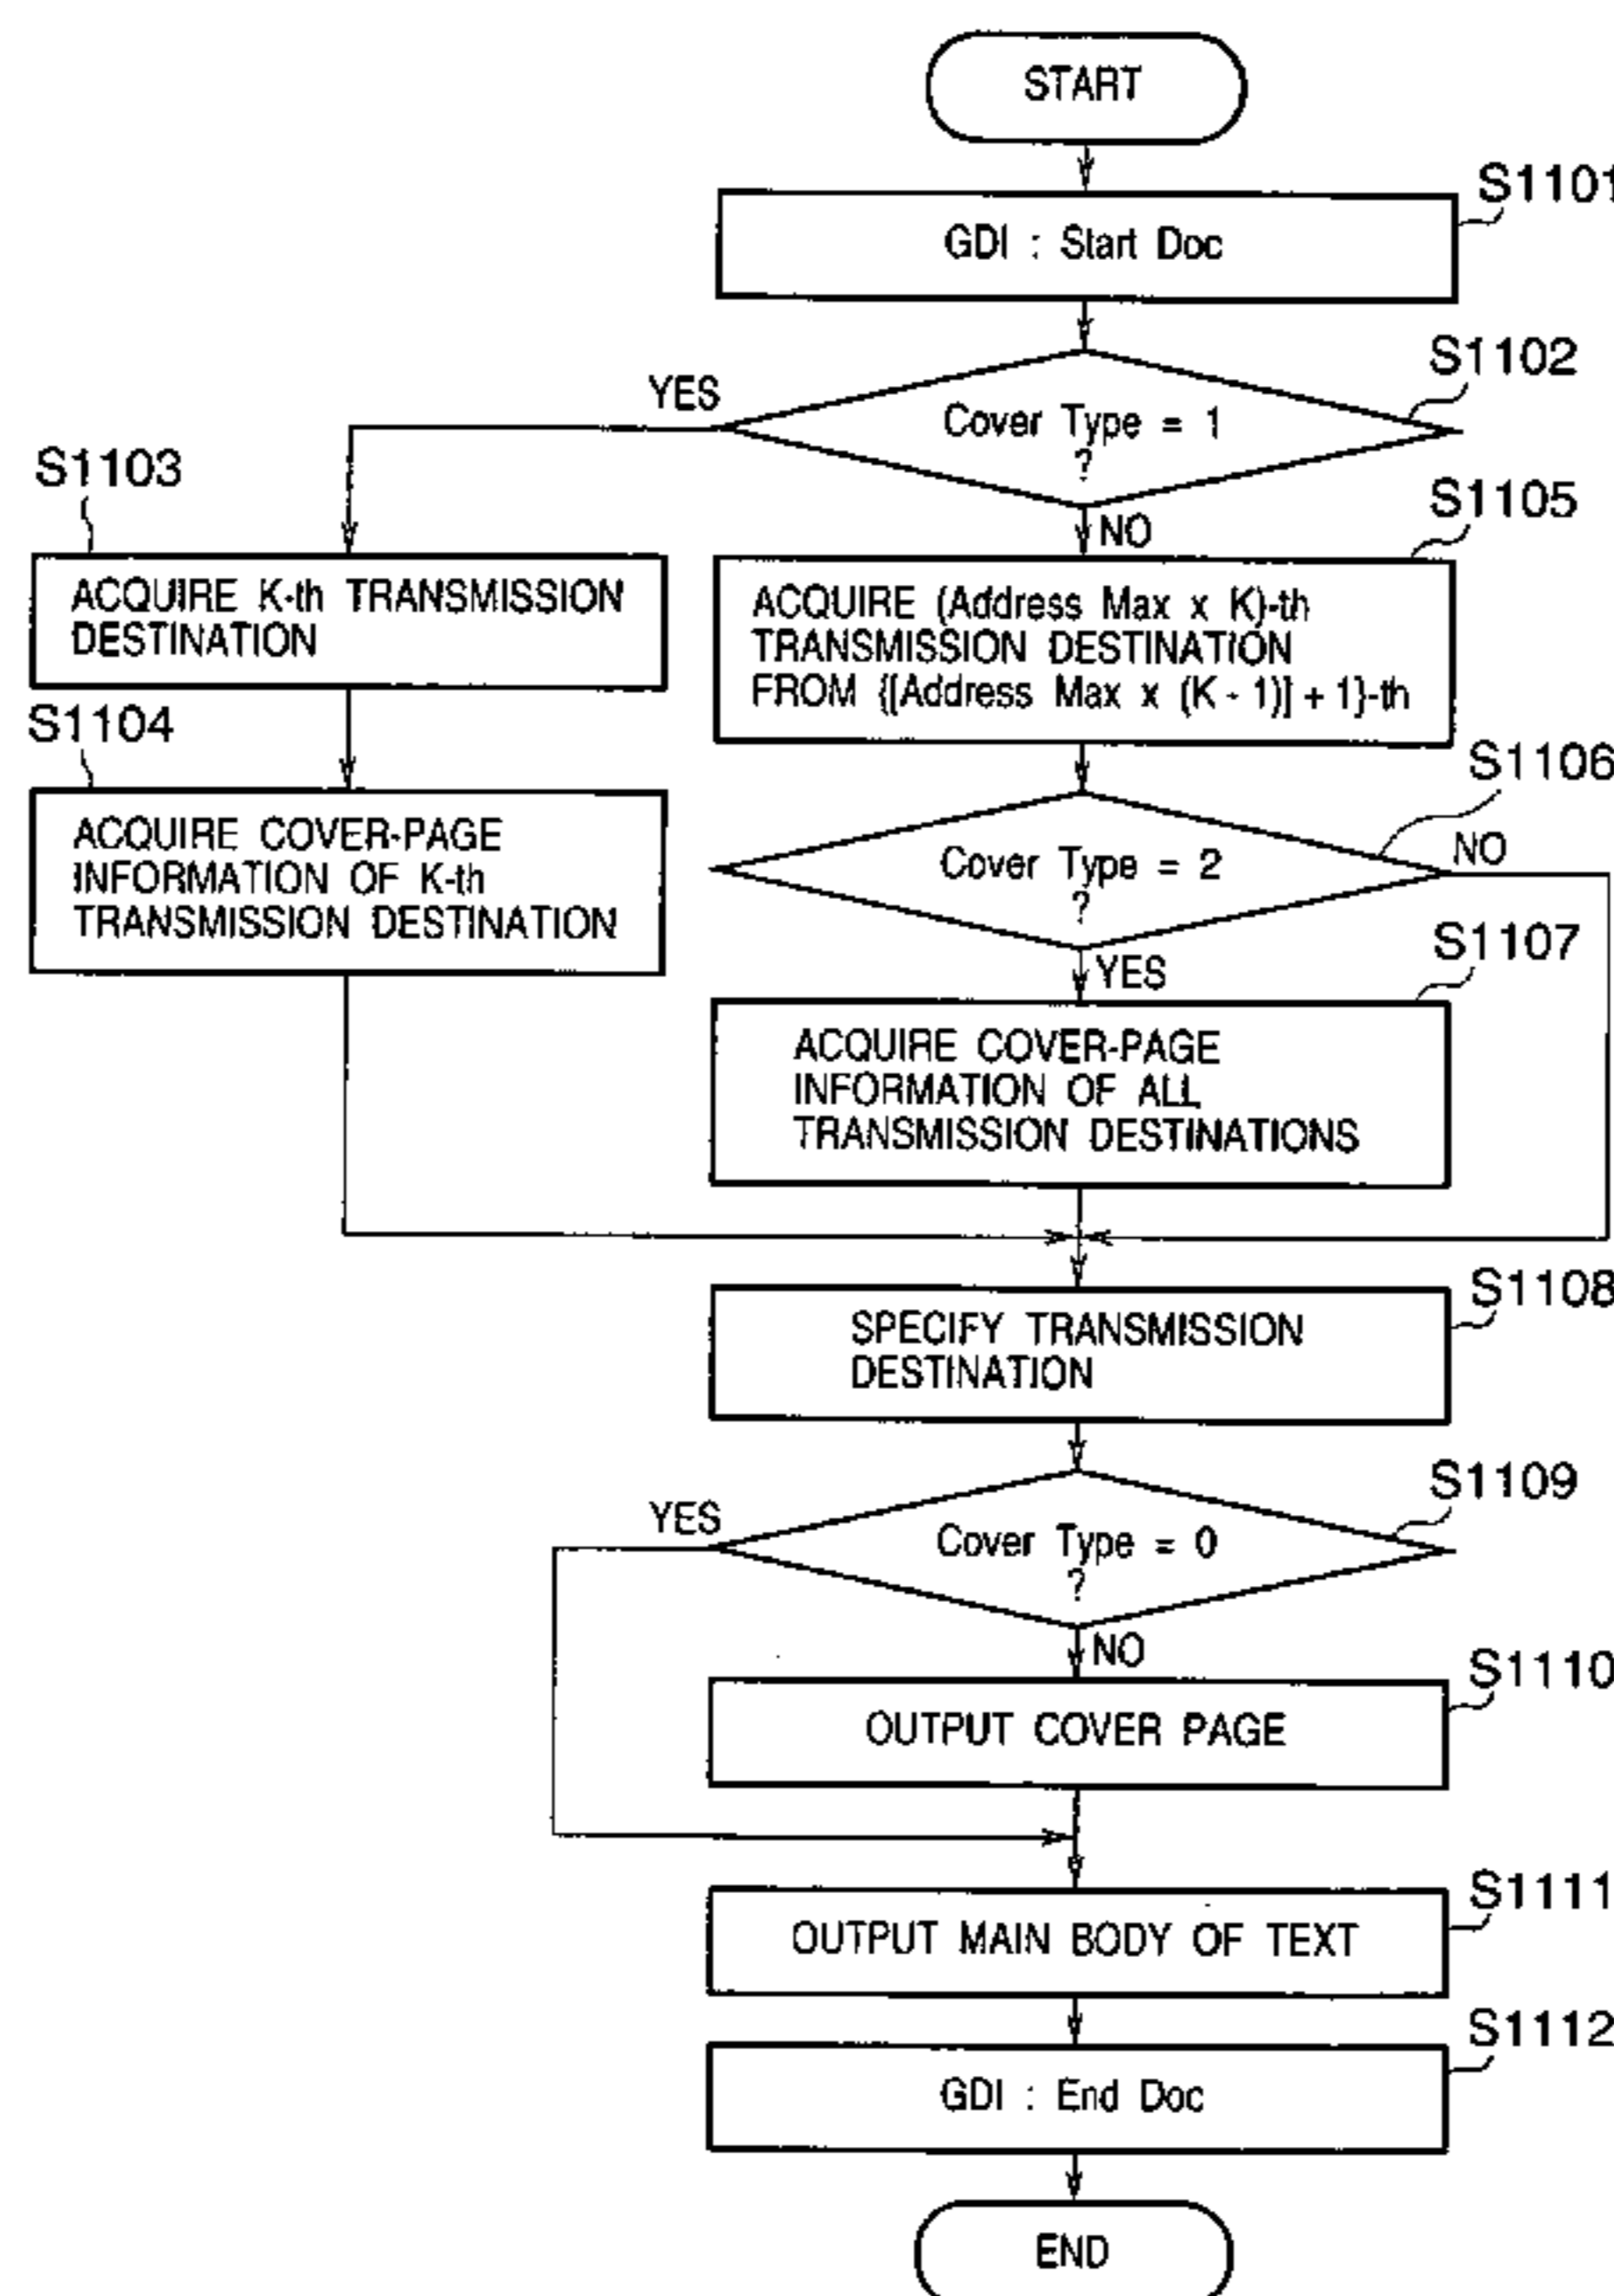 START
S1101
GDI : Start Doc
S1102
YES
Cover Type = 1
?
S1103
NO
S1105
ACQUIRE K-th TRANSMISSION
DESTINATION
ACQUIRE (Address Max x K)-th
TRANSMISSION DESTINATION
FROM {[Address Max x (K - 1)] + 1}-th
S1104
ACQUIRE COVER-PAGE
INFORMATION OF K-th
TRANSMISSION DESTINATION
S1106
NO
Cover Type = 2
?
YES
S1107
ACQUIRE COVER-PAGE
INFORMATION OF ALL
TRANSMISSION DESTINATIONS
S1108
SPECIFY TRANSMISSION
DESTINATION
S1109
YES
Cover Type = 0
?
NO
S1110
OUTPUT COVER PAGE
S1111
OUTPUT MAIN BODY OF TEXT
S1112
GDI : End Doc
END